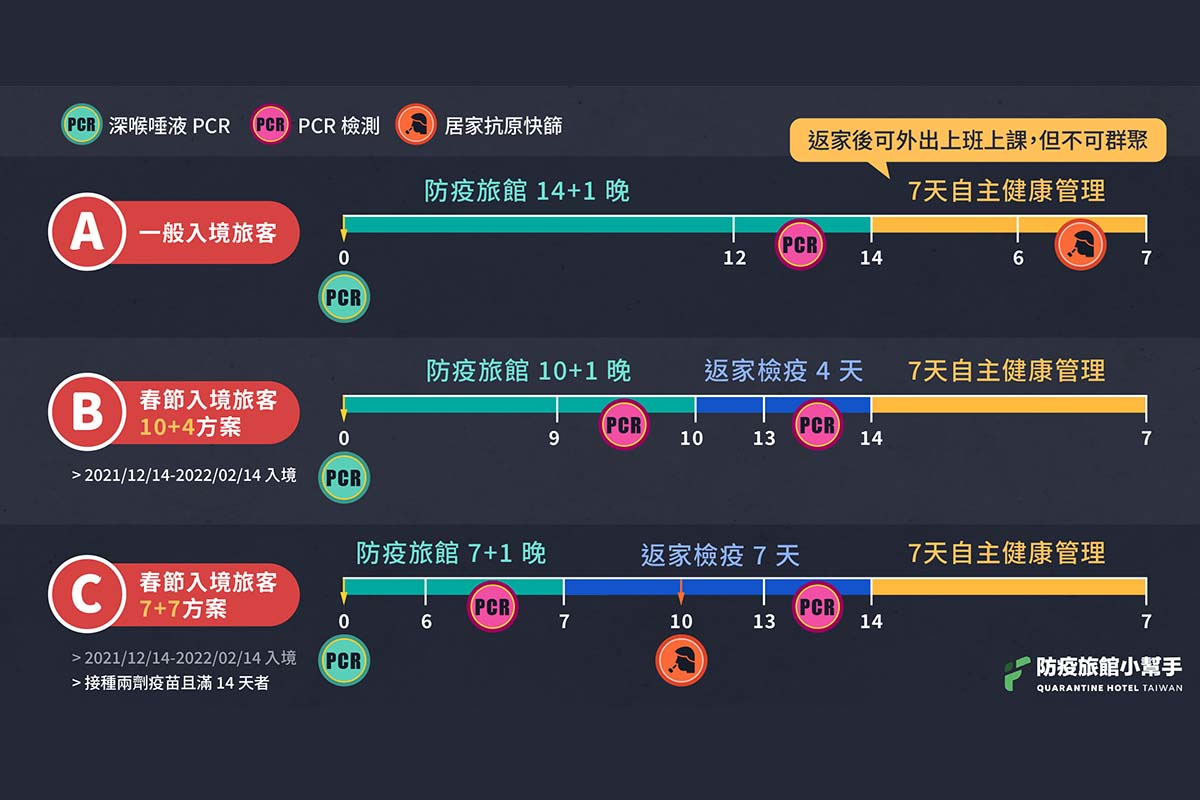 PCR 深喉唾液 PCR PCR PCR 檢測 居家抗原快篩
返家後可外出上班上課，但不可群聚
防疫旅館 14+1 晚 7天自主健康管理
A 一般入境旅客
0 12 PCR 14 6 7
PCR
防疫旅館 10+1 晚 返家檢疫 4 天 7天自主健康管理
B 春節入境旅客
10+4方案
0 9 PCR 10 13 PCR 14 7
> 2021/12/14-2022/02/14 入境
PCR
防疫旅館 7+1 晚 返家檢疫 7 天 7天自主健康管理
C 春節入境旅客
7+7方案
0 6 PCR 7 10 13 PCR 14 7
> 2021/12/14-2022/02/14 入境
PCR
> 接種兩劑疫苗且滿 14 天者
防疫旅館小幫手
QUARANTINE HOTEL TAIWAN